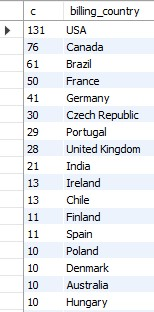 c billing_country
131 USA
76 Canada
61 Brazil
50 France
41 Germany
30 Czech Republic
29 Portugal
28 United Kingdom
21 India
13 Ireland
13 Chile
11 Finland
11 Spain
10 Poland
10 Denmark
10 Australia
10 Hungary